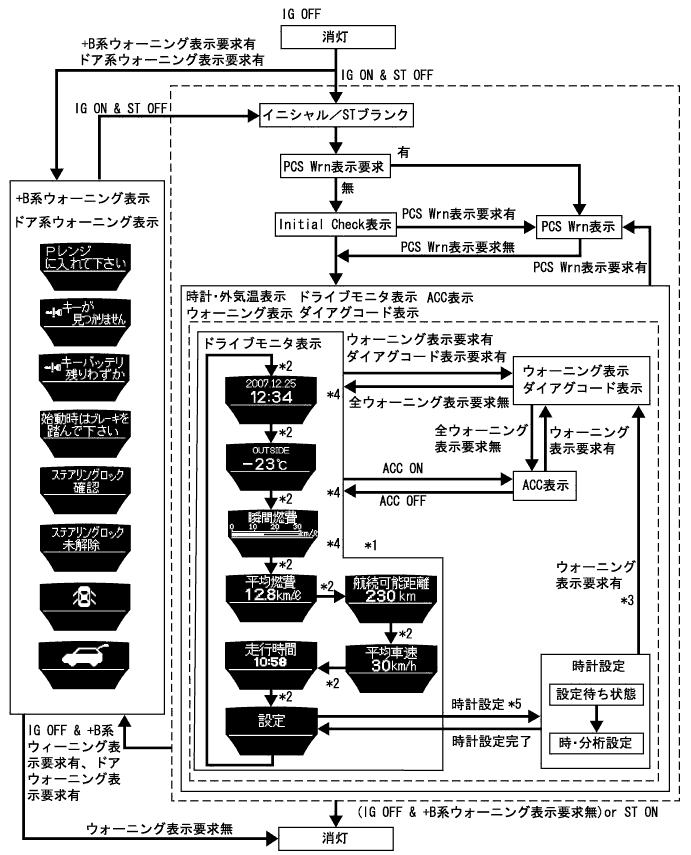 IG OFF
消灯
+B系ウォーニング表示要求有
ドア系ウォーニング表示要求有
IG ON & ST OFF
IG ON & ST OFF
イニシャル／STブランク
PCS Wrn表示要求
有
無
Initial Check表示
PCS Wrn表示要求有
PCS Wrn表示
PCS Wrn表示要求無
PCS Wrn表示要求有
+B系ウォーニング表示
ドア系ウォーニング表示
Pレンジ
に入れて下さい
キーが
見つかりません
キーバッテリ
残りわずか
始動時はブレーキを
踏んで下さい
ステアリングロック
確認
ステアリングロック
未解除
時計・外気温表示 ドライブモニタ表示 ACC表示
ウォーニング表示 ダイアグコード表示
ドライブモニタ表示
*2
2007.12.25
12:34
*2
OUTSIDE
-23℃
*2
瞬間燃費
0 10 20 30
km/ℓ
*2
平均燃費
12.8km/ℓ
*2
航続可能距離
230 km
*2
平均車速
30km/h
*2
走行時間
10:58
*2
設定
*4
*4
*4
*1
ウォーニング表示要求有
ダイアグコード表示要求有
全ウォーニング表示要求無
ウォーニング表示
ダイアグコード表示
全ウォーニング
表示要求無
ウォーニング
表示要求有
ACC ON
ACC OFF
ACC表示
ウォーニング
表示要求有
*3
時計設定 *5
時計設定完了
時計設定
設定待ち状態
時・分桁設定
IG OFF & +B系
ウィーニング表
示要求有、ドア
ウォーニング表
示要求有
(IG OFF & +B系ウォーニング表示要求無)or ST ON
ウォーニング表示要求無
消灯